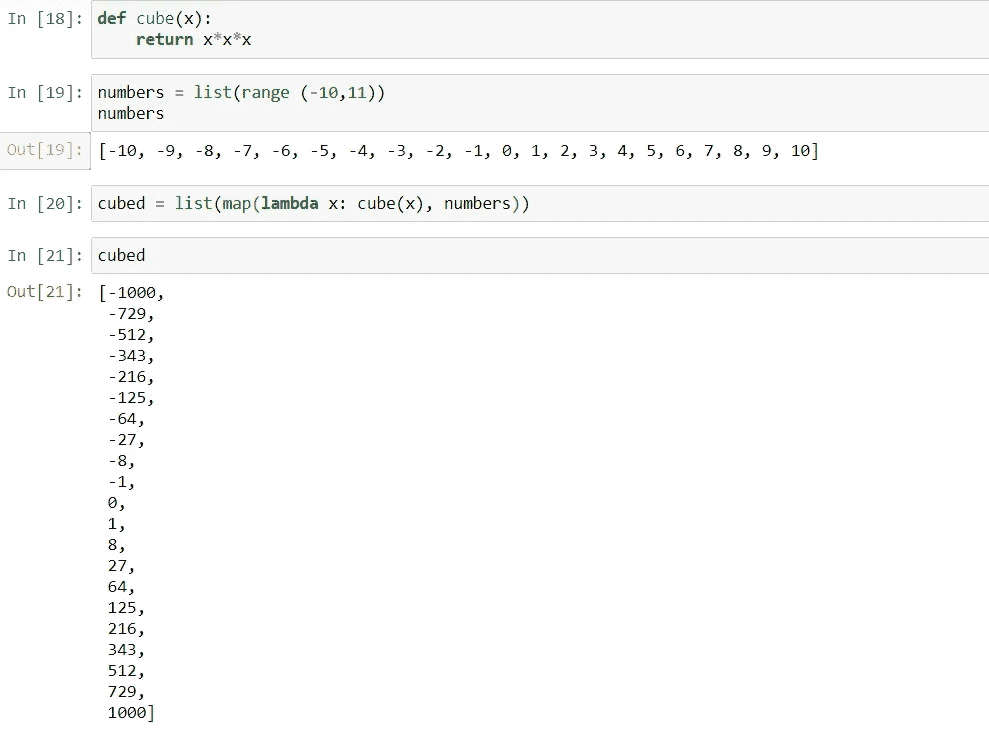 In [18]: def cube(x):
    return x*x*x
In [19]: numbers = list(range (-10,11))
numbers
Out[19]: [-10, -9, -8, -7, -6, -5, -4, -3, -2, -1, 0, 1, 2, 3, 4, 5, 6, 7, 8, 9, 10]
In [20]: cubed = list(map(lambda x: cube(x), numbers))
In [21]: cubed
Out[21]: [-1000,
-729,
-512,
-343,
-216,
-125,
-64,
-27,
-8,
-1,
0,
1,
8,
27,
64,
125,
216,
343,
512,
729,
1000]